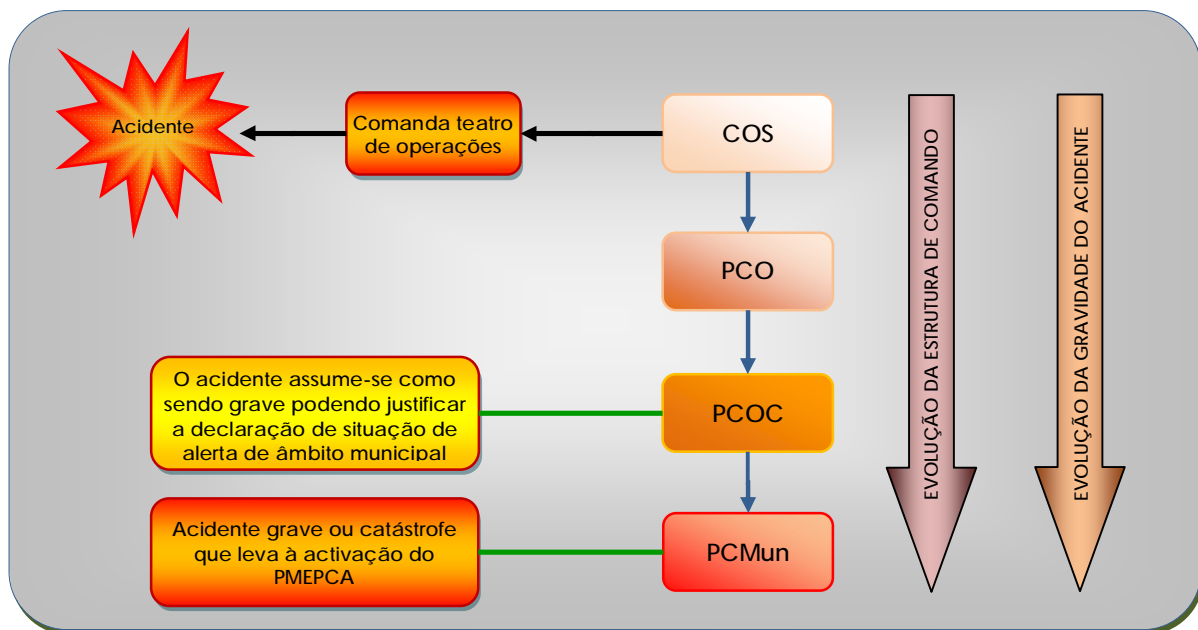 Acidente
Comanda teatro
de operações
COS
PCO
O acidente assume-se como
sendo grave podendo justificar
a declaração de situação de
alerta de âmbito municipal
PCOC
Acidente grave ou catástrofe
que leva à activação do
PMEPCA
PCMun
EVOLUÇÃO DA ESTRUTURA DE COMANDO
EVOLUÇÃO DA GRAVIDADE DO ACIDENTE